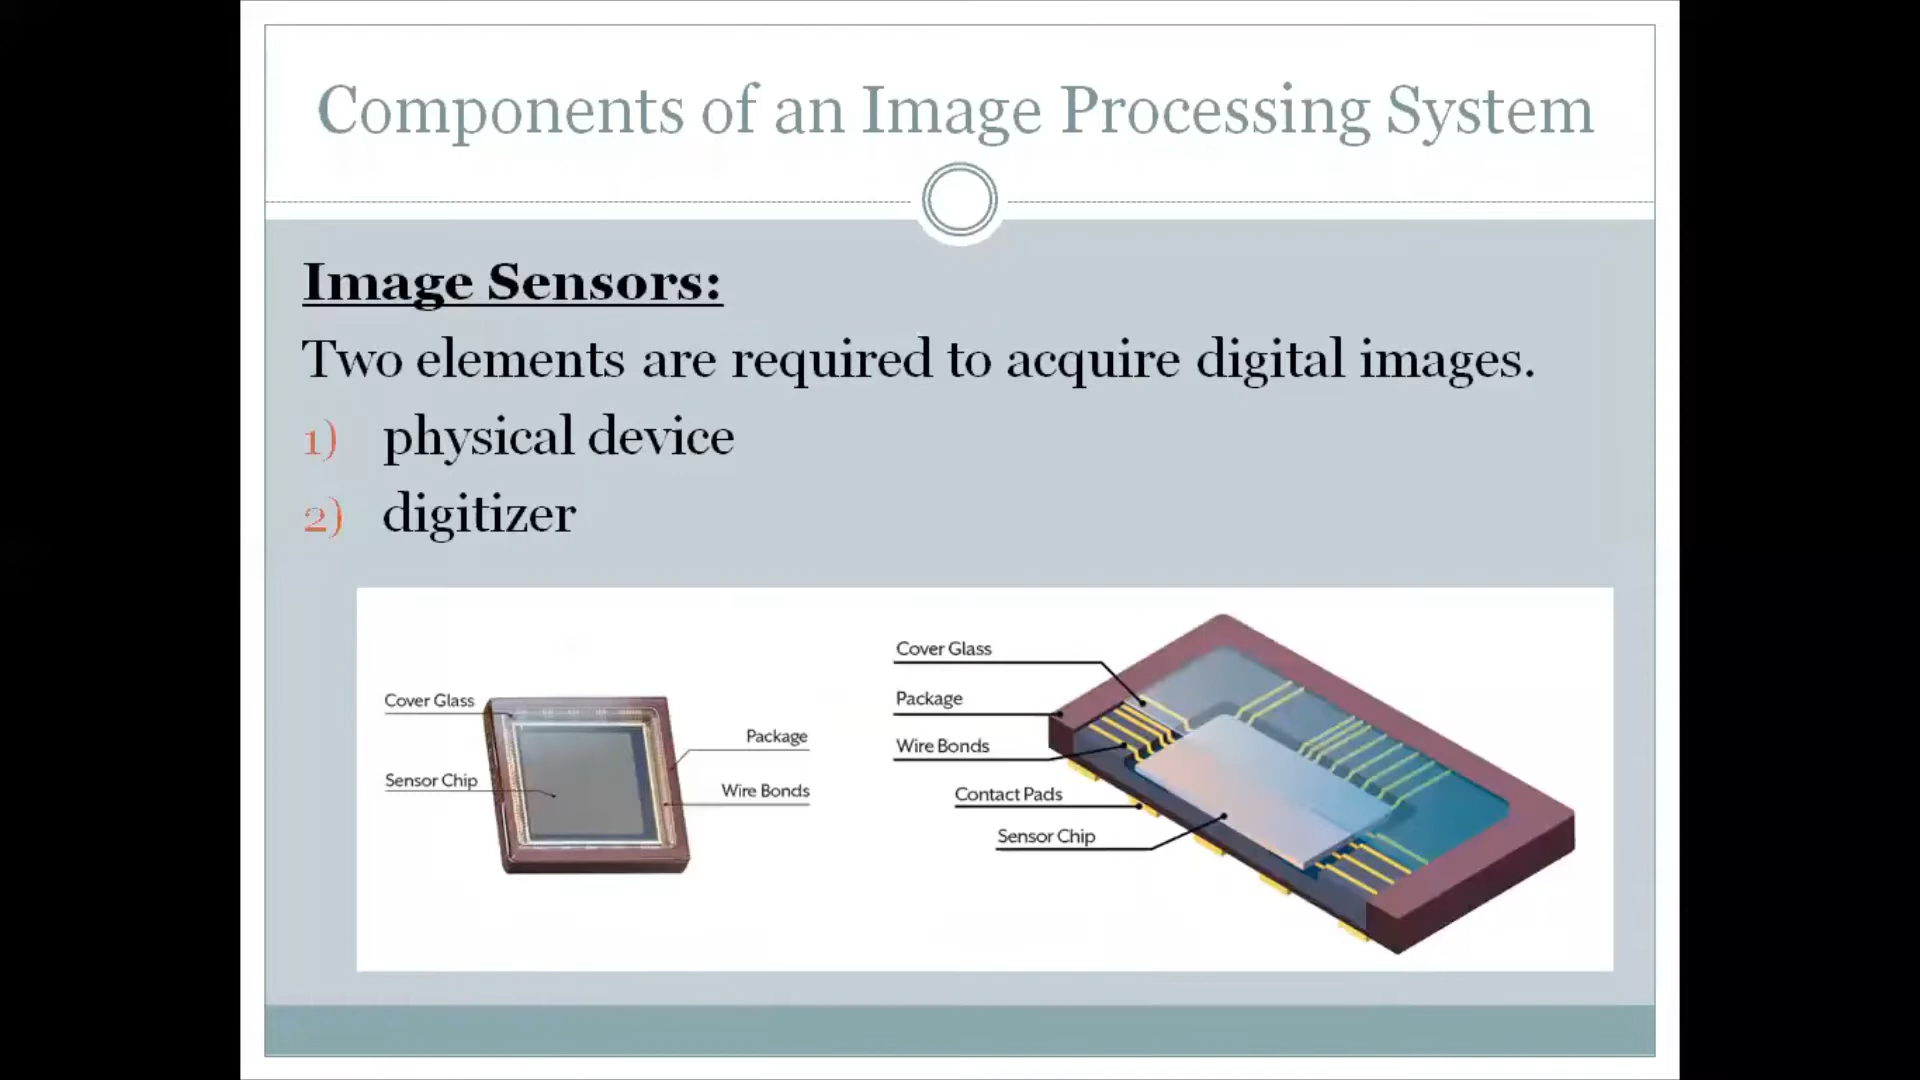 Components of an Image Processing System
Image Sensors:
Two elements are required to acquire digital images.
1) physical device
2) digitizer
Cover Glass
Sensor Chip
Package
Wire Bonds
Cover Glass
Package
Wire Bonds
Contact Pads
Sensor Chip